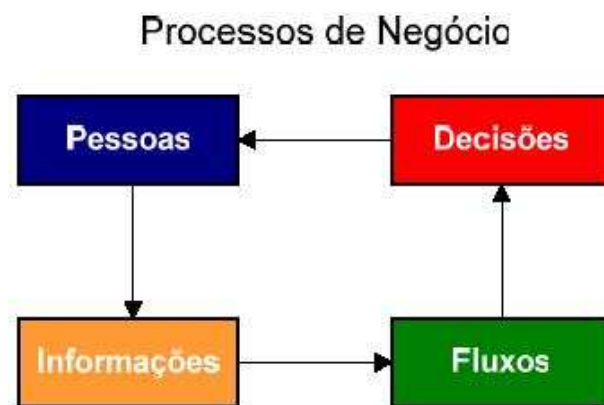 Processos de Negócio
Pessoas
Decisões
Informações
Fluxos